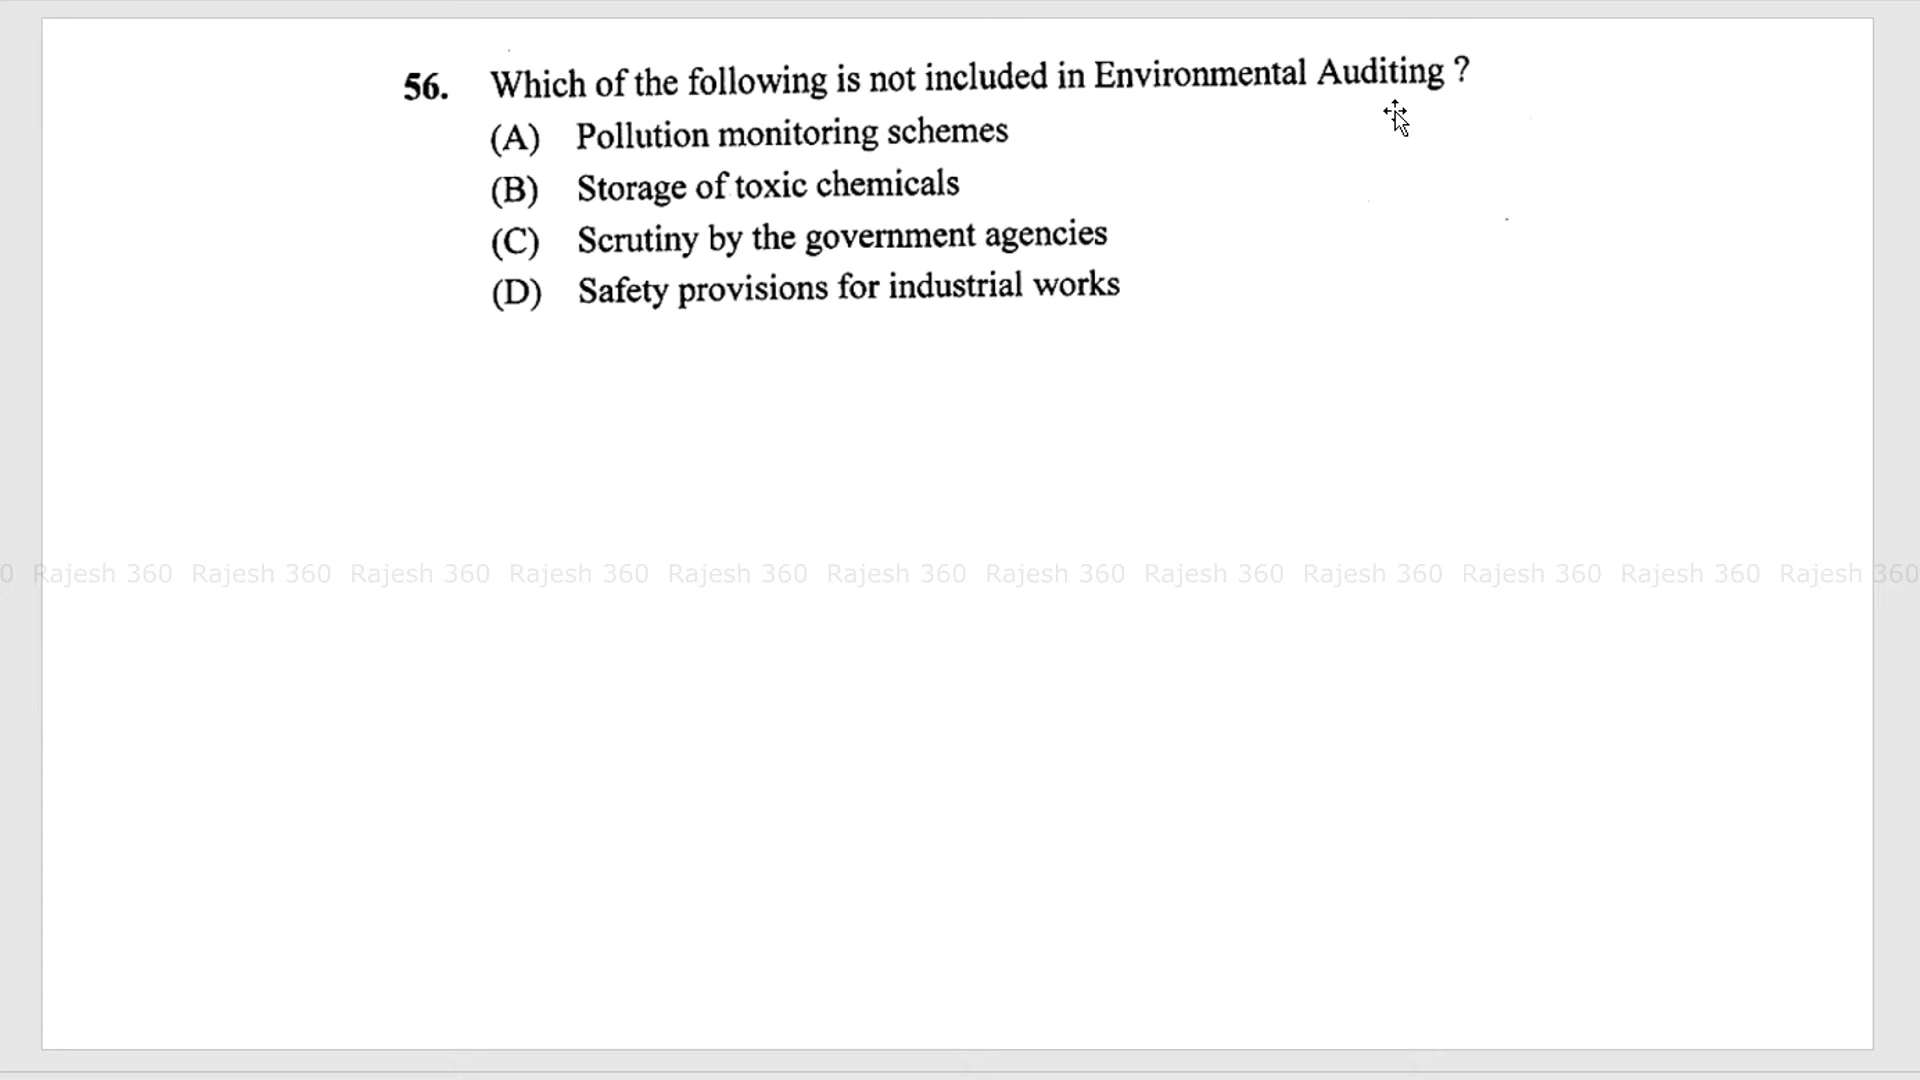 56. Which of the following is not included in Environmental Auditing ?
(A) Pollution monitoring schemes
(B) Storage of toxic chemicals
(C) Scrutiny by the government agencies
(D) Safety provisions for industrial works
0 Rajesh 360 Rajesh 360 Rajesh 360 Rajesh 360 Rajesh 360 Rajesh 360 Rajesh 360 Rajesh 360 Rajesh 360 Rajesh 360 Rajesh 360 Rajesh 360